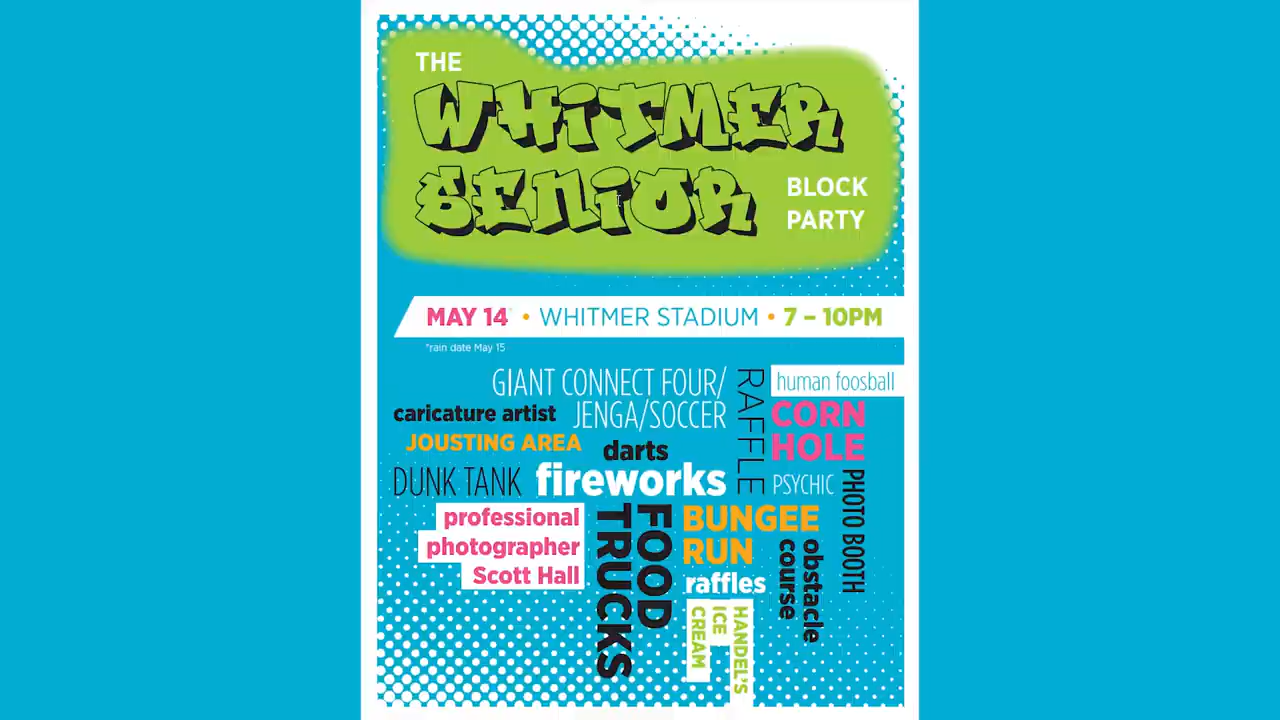 THE
WHiTMER
SENiOR
BLOCK
PARTY
MAY 14 • WHITMER STADIUM • 7 – 10PM
*rain date May 15
GIANT CONNECT FOUR/
JENGA/SOCCER
RAFFLE
human foosball
caricature artist
CORN
HOLE
JOUSTING AREA
darts
DUNK TANK
fireworks
PSYCHIC
PHOTO BOOTH
professional
photographer
Scott Hall
FOOD
TRUCKS
BUNGEE
RUN
obstacle
course
raffles
HANDEL'S
ICE
CREAM